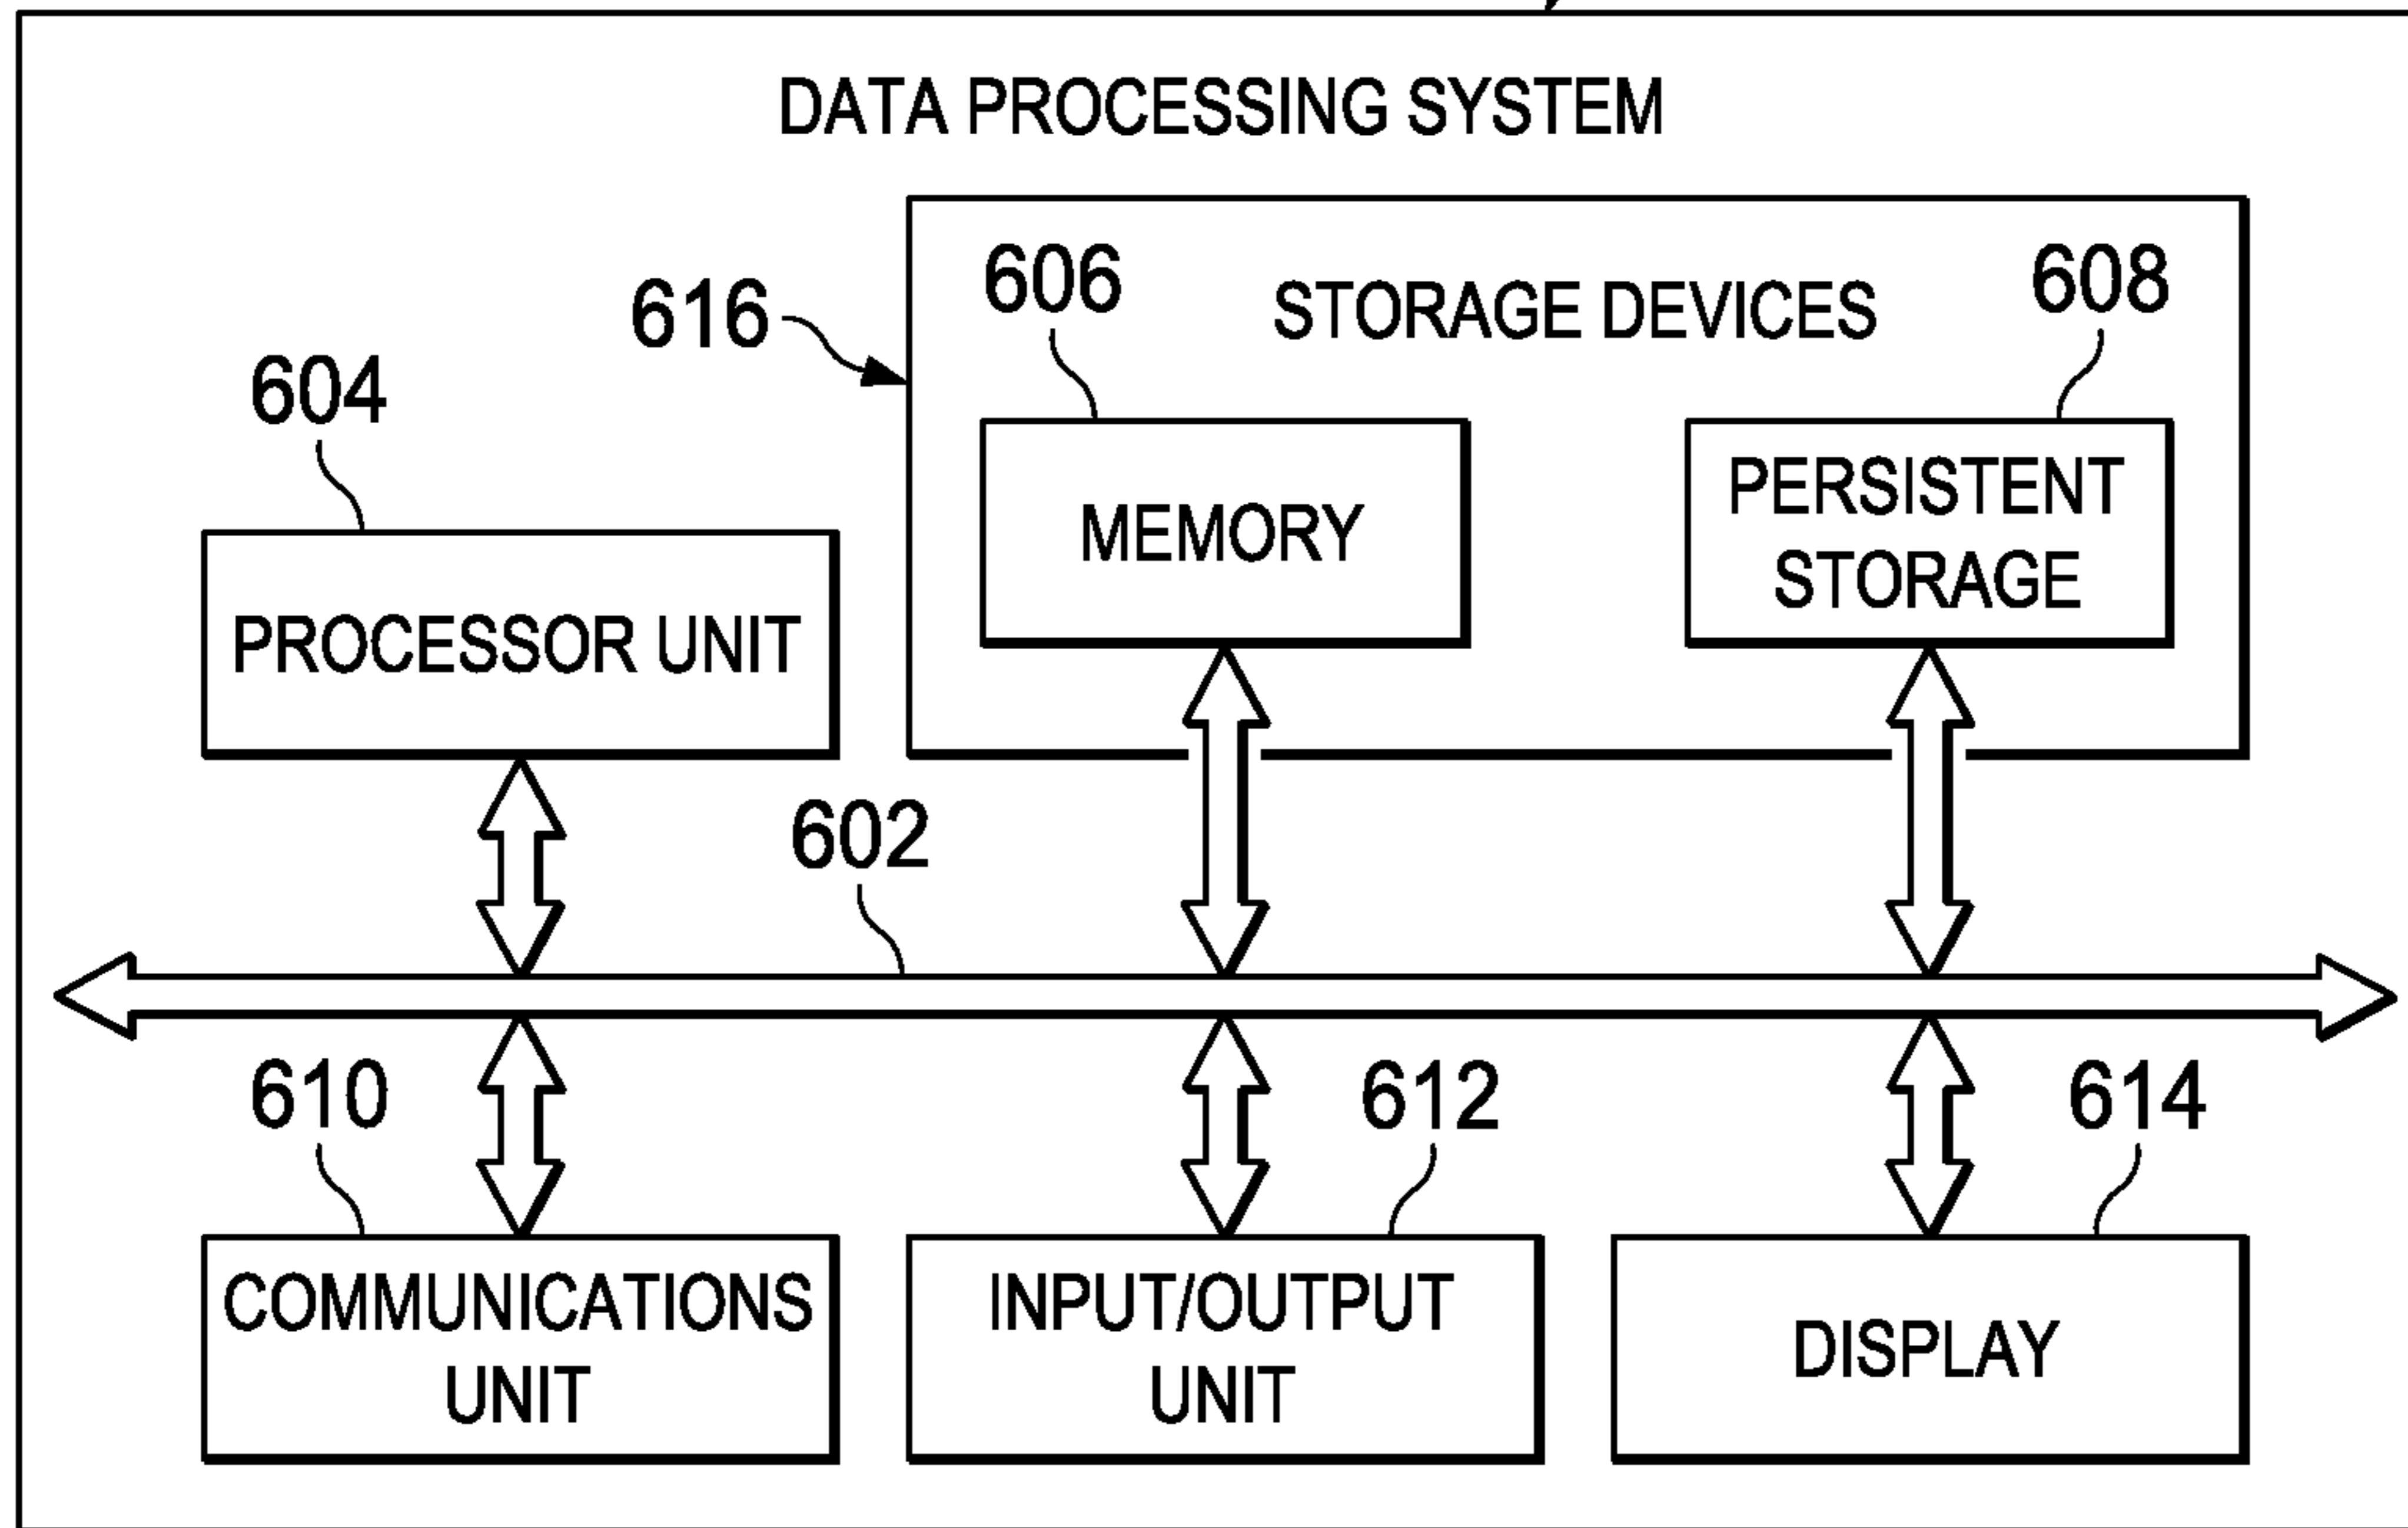 DATA PROCESSING SYSTEM
616
606
STORAGE DEVICES
608
604
MEMORY
PERSISTENT
STORAGE
PROCESSOR UNIT
602
610
612
614
COMMUNICATIONS
UNIT
INPUT/OUTPUT
UNIT
DISPLAY